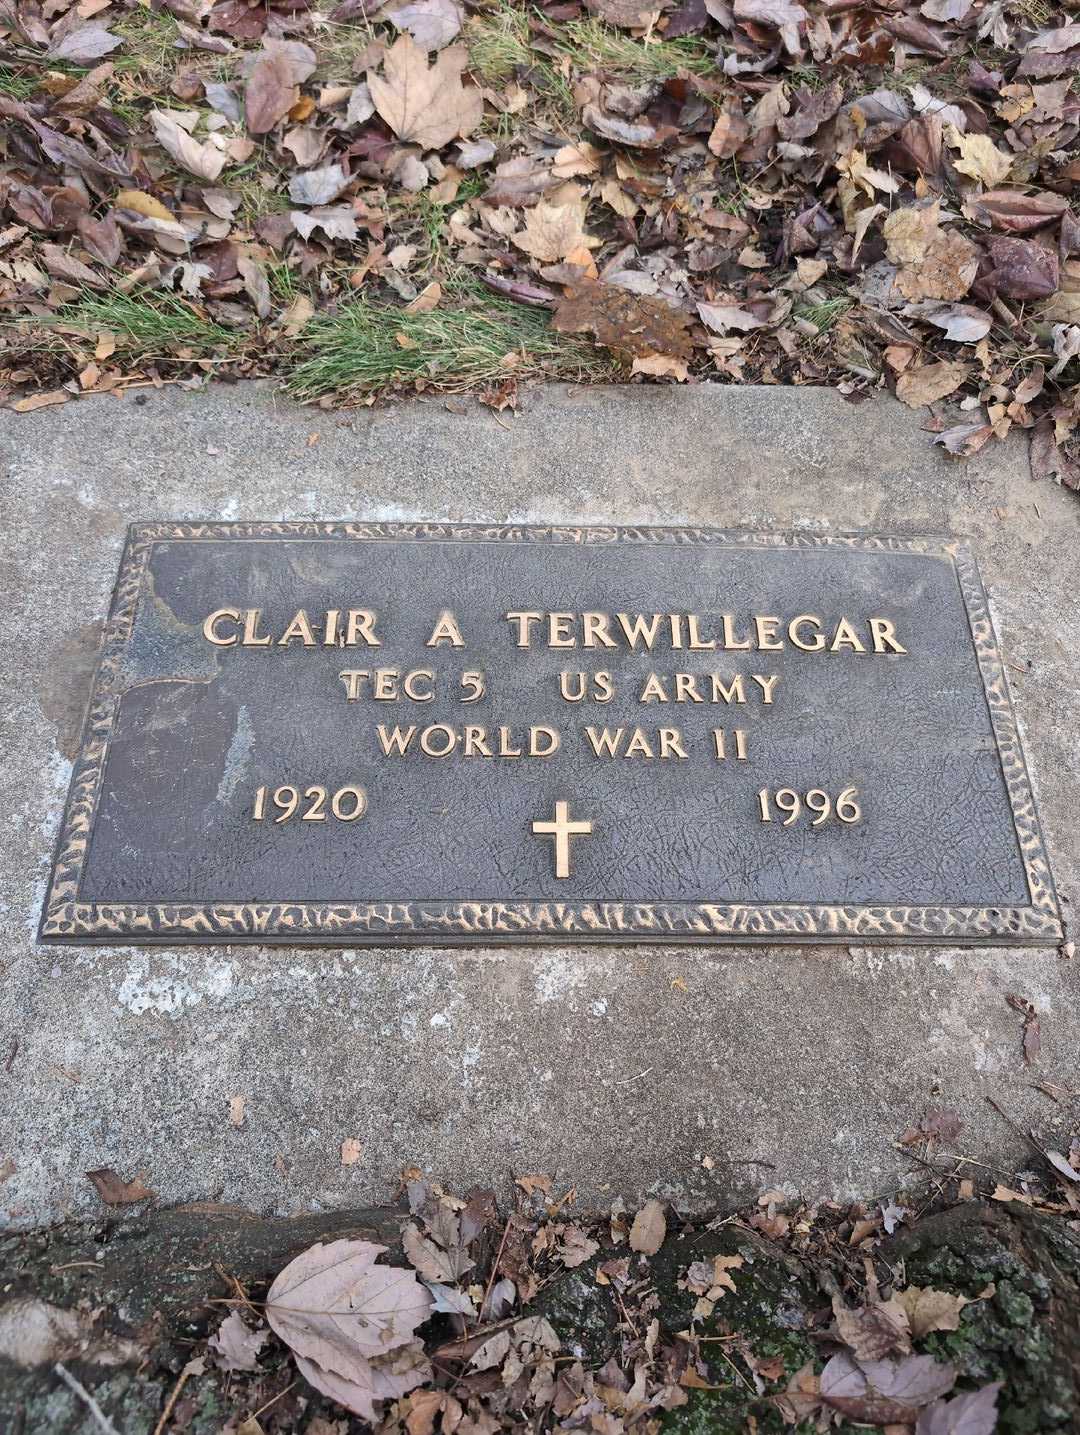 CLAIR A TERWILLEGAR
TEC 5 US ARMY
WORLD WAR II
1920 1996